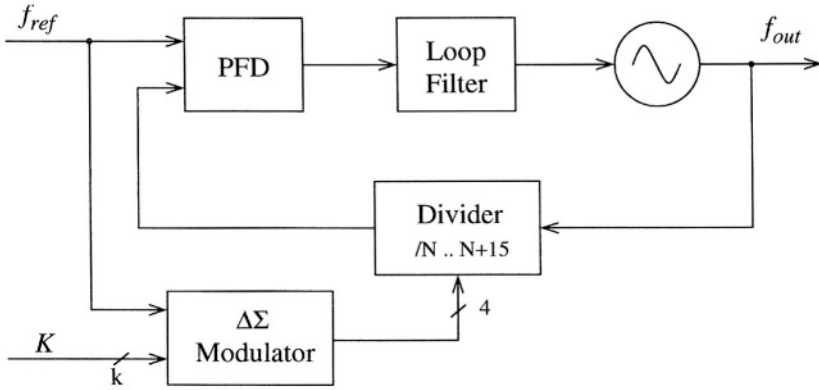 f_ref
f_out
PFD
Loop
Filter
Divider
/N .. N+15
4
ΔΣ
Modulator
K
k